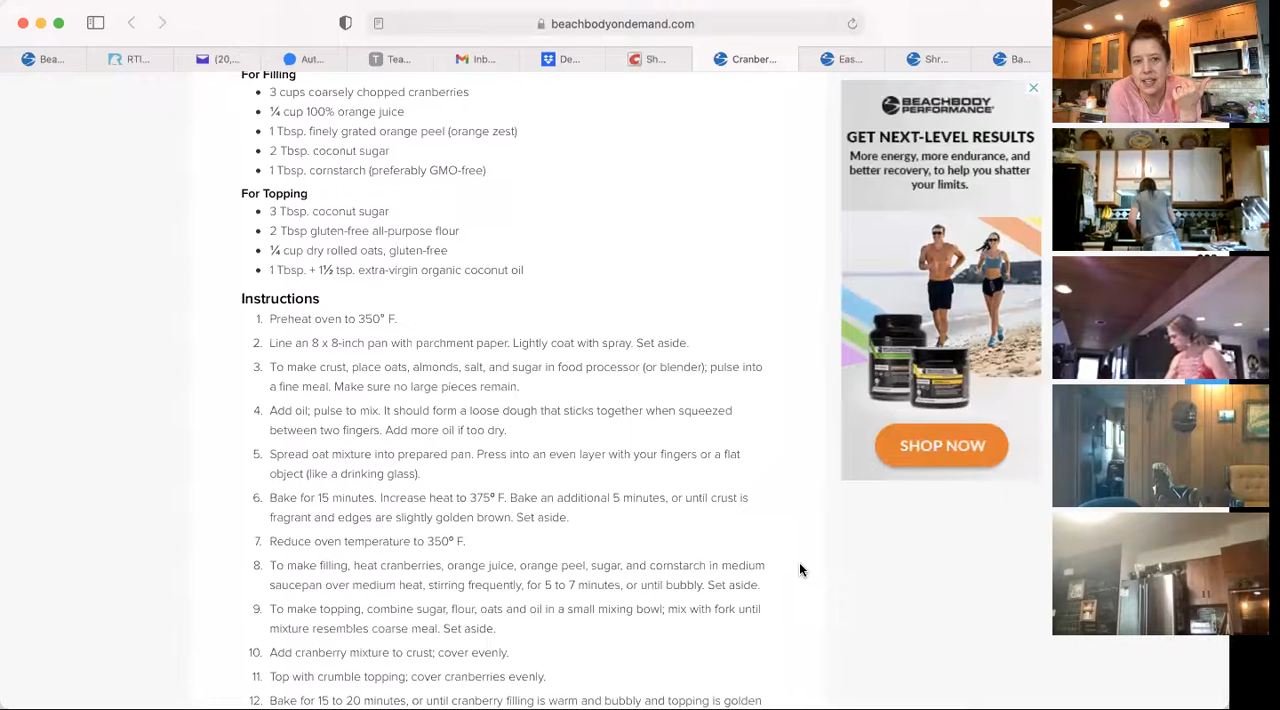 beachbodyondemand.com
Bea...
RTI...
(20,...
Aut...
Tea...
Inb...
De...
Sh...
Cranber...
Eas...
Shr...
Ba...
For Filling
3 cups coarsely chopped cranberries
¼ cup 100% orange juice
1 Tbsp. finely grated orange peel (orange zest)
2 Tbsp. coconut sugar
1 Tbsp. cornstarch (preferably GMO-free)
For Topping
3 Tbsp. coconut sugar
2 Tbsp gluten-free all-purpose flour
¼ cup dry rolled oats, gluten-free
1 Tbsp. + 1½ tsp. extra-virgin organic coconut oil
Instructions
1. Preheat oven to 350° F.
2. Line an 8 x 8-inch pan with parchment paper. Lightly coat with spray. Set aside.
3. To make crust, place oats, almonds, salt, and sugar in food processor (or blender); pulse into
a fine meal. Make sure no large pieces remain.
4. Add oil; pulse to mix. It should form a loose dough that sticks together when squeezed
between two fingers. Add more oil if too dry.
5. Spread oat mixture into prepared pan. Press into an even layer with your fingers or a flat
object (like a drinking glass).
6. Bake for 15 minutes. Increase heat to 375º F. Bake an additional 5 minutes, or until crust is
fragrant and edges are slightly golden brown. Set aside.
7. Reduce oven temperature to 350º F.
8. To make filling, heat cranberries, orange juice, orange peel, sugar, and cornstarch in medium
saucepan over medium heat, stirring frequently, for 5 to 7 minutes, or until bubbly. Set aside.
9. To make topping, combine sugar, flour, oats and oil in a small mixing bowl; mix with fork until
mixture resembles coarse meal. Set aside.
10. Add cranberry mixture to crust; cover evenly.
11. Top with crumble topping; cover cranberries evenly.
12. Bake for 15 to 20 minutes, or until cranberry filling is warm and bubbly and topping is golden
BEACHBODY
PERFORMANCE
GET NEXT-LEVEL RESULTS
More energy, more endurance, and
better recovery, to help you shatter
your limits.
SHOP NOW